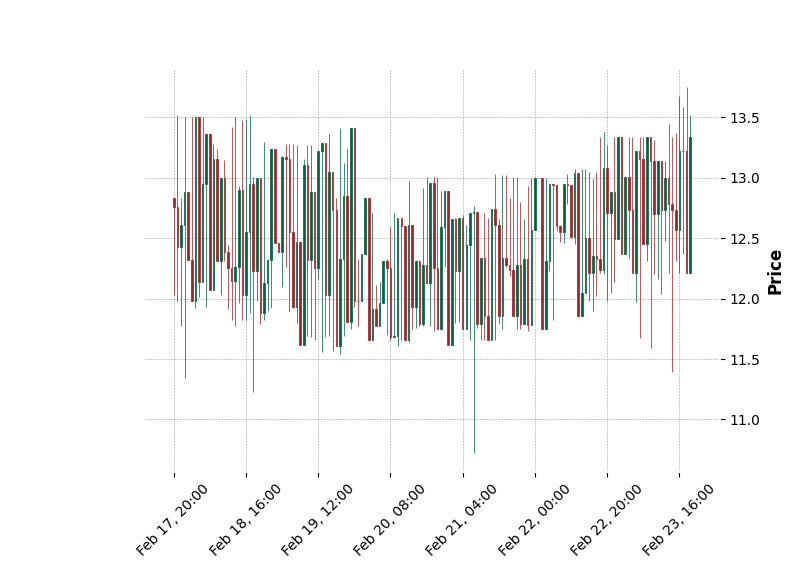 13.5
13.0
12.5
12.0
11.5
11.0
Price
Feb 17, 20:00
Feb 18, 16:00
Feb 19, 12:00
Feb 20, 08:00
Feb 21, 04:00
Feb 22, 00:00
Feb 22, 20:00
Feb 23, 16:00